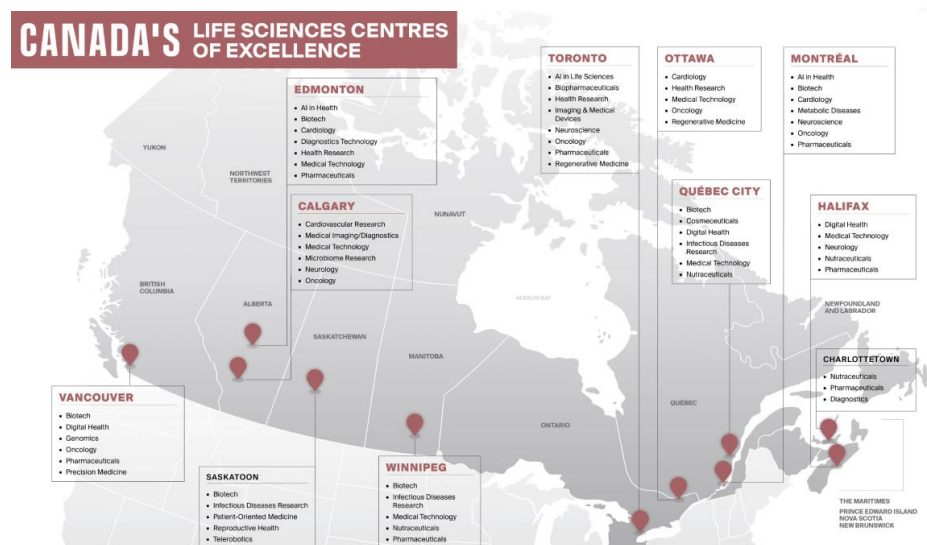 CANADA'S LIFE SCIENCES CENTRES
OF EXCELLENCE
EDMONTON
• AI in Health
• Biotech
• Cardiology
• Diagnostics Technology
• Health Research
• Medical Technology
• Pharmaceuticals
CALGARY
• Cardiovascular Research
• Medical Imaging/Diagnostics
• Medical Technology
• Microbiome Research
• Neurology
• Oncology
TORONTO
• AI in Life Sciences
• Biopharmaceuticals
• Health Research
• Imaging & Medical
Devices
• Neuroscience
• Oncology
• Pharmaceuticals
• Regenerative Medicine
OTTAWA
• Cardiology
• Health Research
• Medical Technology
• Oncology
• Regenerative Medicine
MONTRÉAL
• AI in Health
• Biotech
• Cardiology
• Metabolic Diseases
• Neuroscience
• Oncology
• Pharmaceuticals
QUÉBEC CITY
• Biotech
• Cosmeceuticals
• Digital Health
• Infectious Diseases
Research
• Medical Technology
• Nutraceuticals
HALIFAX
• Digital Health
• Medical Technology
• Neurology
• Nutraceuticals
• Pharmaceuticals
CHARLOTTETOWN
• Nutraceuticals
• Pharmaceuticals
• Diagnostics
VANCOUVER
• Biotech
• Digital Health
• Genomics
• Oncology
• Pharmaceuticals
• Precision Medicine
SASKATOON
• Biotech
• Infectious Diseases Research
• Patient-Oriented Medicine
• Reproductive Health
• Telerobotics
WINNIPEG
• Biotech
• Infectious Diseases
Research
• Medical Technology
• Nutraceuticals
• Pharmaceuticals
YUKON
NORTHWEST
TERRITORIES
NUNAVUT
BRITISH
COLUMBIA
ALBERTA
SASKATCHEWAN
MANITOBA
HUDSON BAY
ONTARIO
QUÉBEC
NEWFOUNDLAND
AND LABRADOR
THE MARITIMES
PRINCE EDWARD ISLAND
NOVA SCOTIA
NEW BRUNSWICK